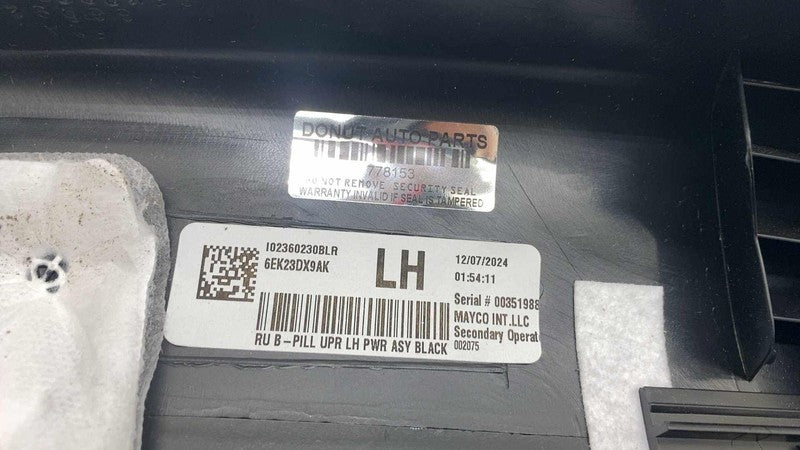 DONUT AUTO PARTS
778153
DO NOT REMOVE SECURITY SEAL
WARRANTY INVALID IF SEAL IS TAMPERED
I02360230BLR
6EK23DX9AK
LH
12/07/2024
01:54:11
Serial # 00351988
MAYCO INT.LLC
Secondary Operat
002075
RU B-PILL UPR LH PWR ASY BLACK